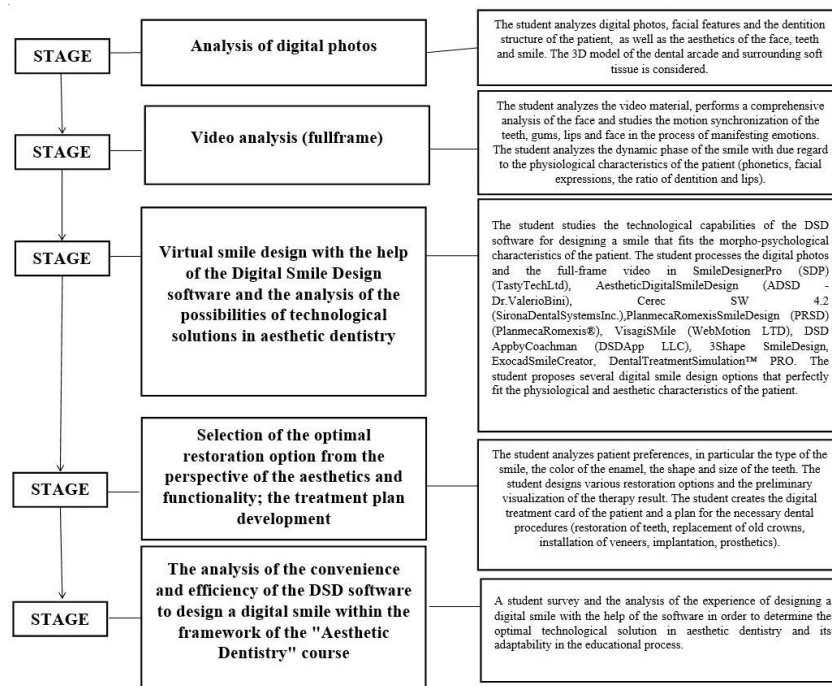 STAGE
Analysis of digital photos
The student analyzes digital photos, facial features and the dentition
structure of the patient, as well as the aesthetics of the face, teeth
and smile. The 3D model of the dental arcade and surrounding soft
tissue is considered.
STAGE
Video analysis (fullframe)
The student analyzes the video material, performs a comprehensive
analysis of the face and studies the motion synchronization of the
teeth, gums, lips and face in the process of manifesting emotions.
The student analyzes the dynamic phase of the smile with due regard
to the physiological characteristics of the patient (phonetics, facial
expressions, the ratio of dentition and lips).
STAGE
Virtual smile design with the help
of the Digital Smile Design
software and the analysis of the
possibilities of technological
solutions in aesthetic dentistry
The student studies the technological capabilities of the DSD
software for designing a smile that fits the morpho-psychological
characteristics of the patient. The student processes the digital photos
and the full-frame video in SmileDesignerPro (SDP)
(TastyTechLtd), AestheticDigitalSmileDesign (ADSD -
Dr.ValerioBini), Cerec SW 4.2
(SironaDentalSystemsInc.),PlanmecaRomexisSmileDesign (PRSD)
(PlanmecaRomexis®), VisagiSMile (WebMotion LTD), DSD
AppbyCoachman (DSDApp LLC), 3Shape SmileDesign,
ExocadSmileCreator, DentalTreatmentSimulation™ PRO. The
student proposes several digital smile design options that perfectly
fit the physiological and aesthetic characteristics of the patient.
STAGE
Selection of the optimal
restoration option from the
perspective of the aesthetics and
functionality; the treatment plan
development
The student analyzes patient preferences, in particular the type of the
smile, the color of the enamel, the shape and size of the teeth. The
student designs various restoration options and the preliminary
visualization of the therapy result. The student creates the digital
treatment card of the patient and a plan for the necessary dental
procedures (restoration of teeth, replacement of old crowns,
installation of veneers, implantation, prosthetics).
STAGE
The analysis of the convenience
and efficiency of the DSD software
to design a digital smile within the
framework of the "Aesthetic
Dentistry" course
A student survey and the analysis of the experience of designing a
digital smile with the help of the software in order to determine the
optimal technological solution in aesthetic dentistry and its
adaptability in the educational process.